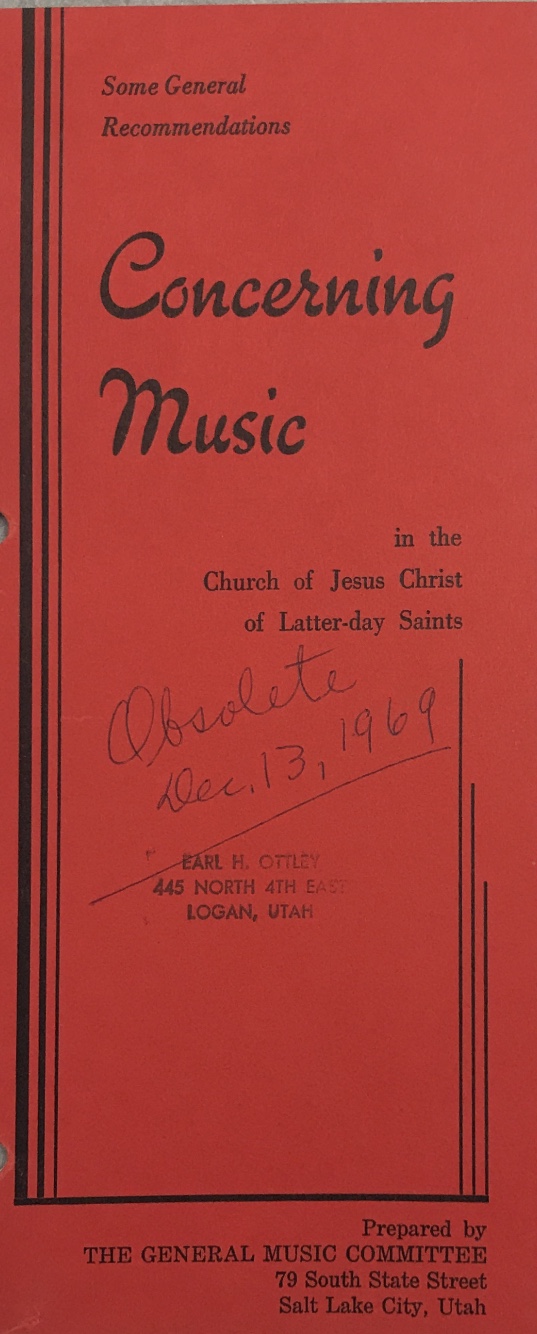 Some General
Recommendations
Concerning
Music
in the
Church of Jesus Christ
of Latter-day Saints
Obsolete
Dec. 13, 1969
EARL H. OTTLEY
445 NORTH 4TH EAST
LOGAN, UTAH
Prepared by
THE GENERAL MUSIC COMMITTEE
79 South State Street
Salt Lake City, Utah